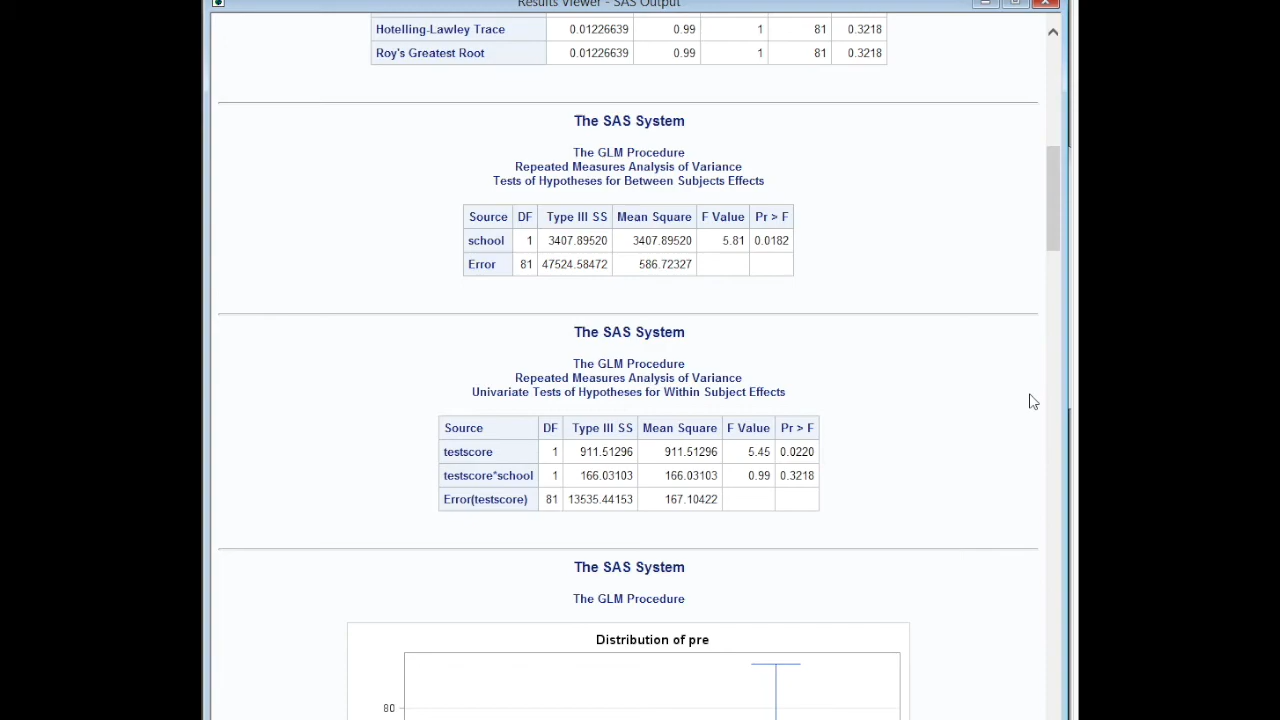 Results Viewer - SAS Output
Hotelling-Lawley Trace 0.01226639 0.99 1 81 0.3218
Roy's Greatest Root 0.01226639 0.99 1 81 0.3218
The SAS System
The GLM Procedure
Repeated Measures Analysis of Variance
Tests of Hypotheses for Between Subjects Effects
Source DF Type III SS Mean Square F Value Pr > F
school 1 3407.89520 3407.89520 5.81 0.0182
Error 81 47524.58472 586.72327
The SAS System
The GLM Procedure
Repeated Measures Analysis of Variance
Univariate Tests of Hypotheses for Within Subject Effects
Source DF Type III SS Mean Square F Value Pr > F
testscore 1 911.51296 911.51296 5.45 0.0220
testscore*school 1 166.03103 166.03103 0.99 0.3218
Error(testscore) 81 13535.44153 167.10422
The SAS System
The GLM Procedure
Distribution of pre
80